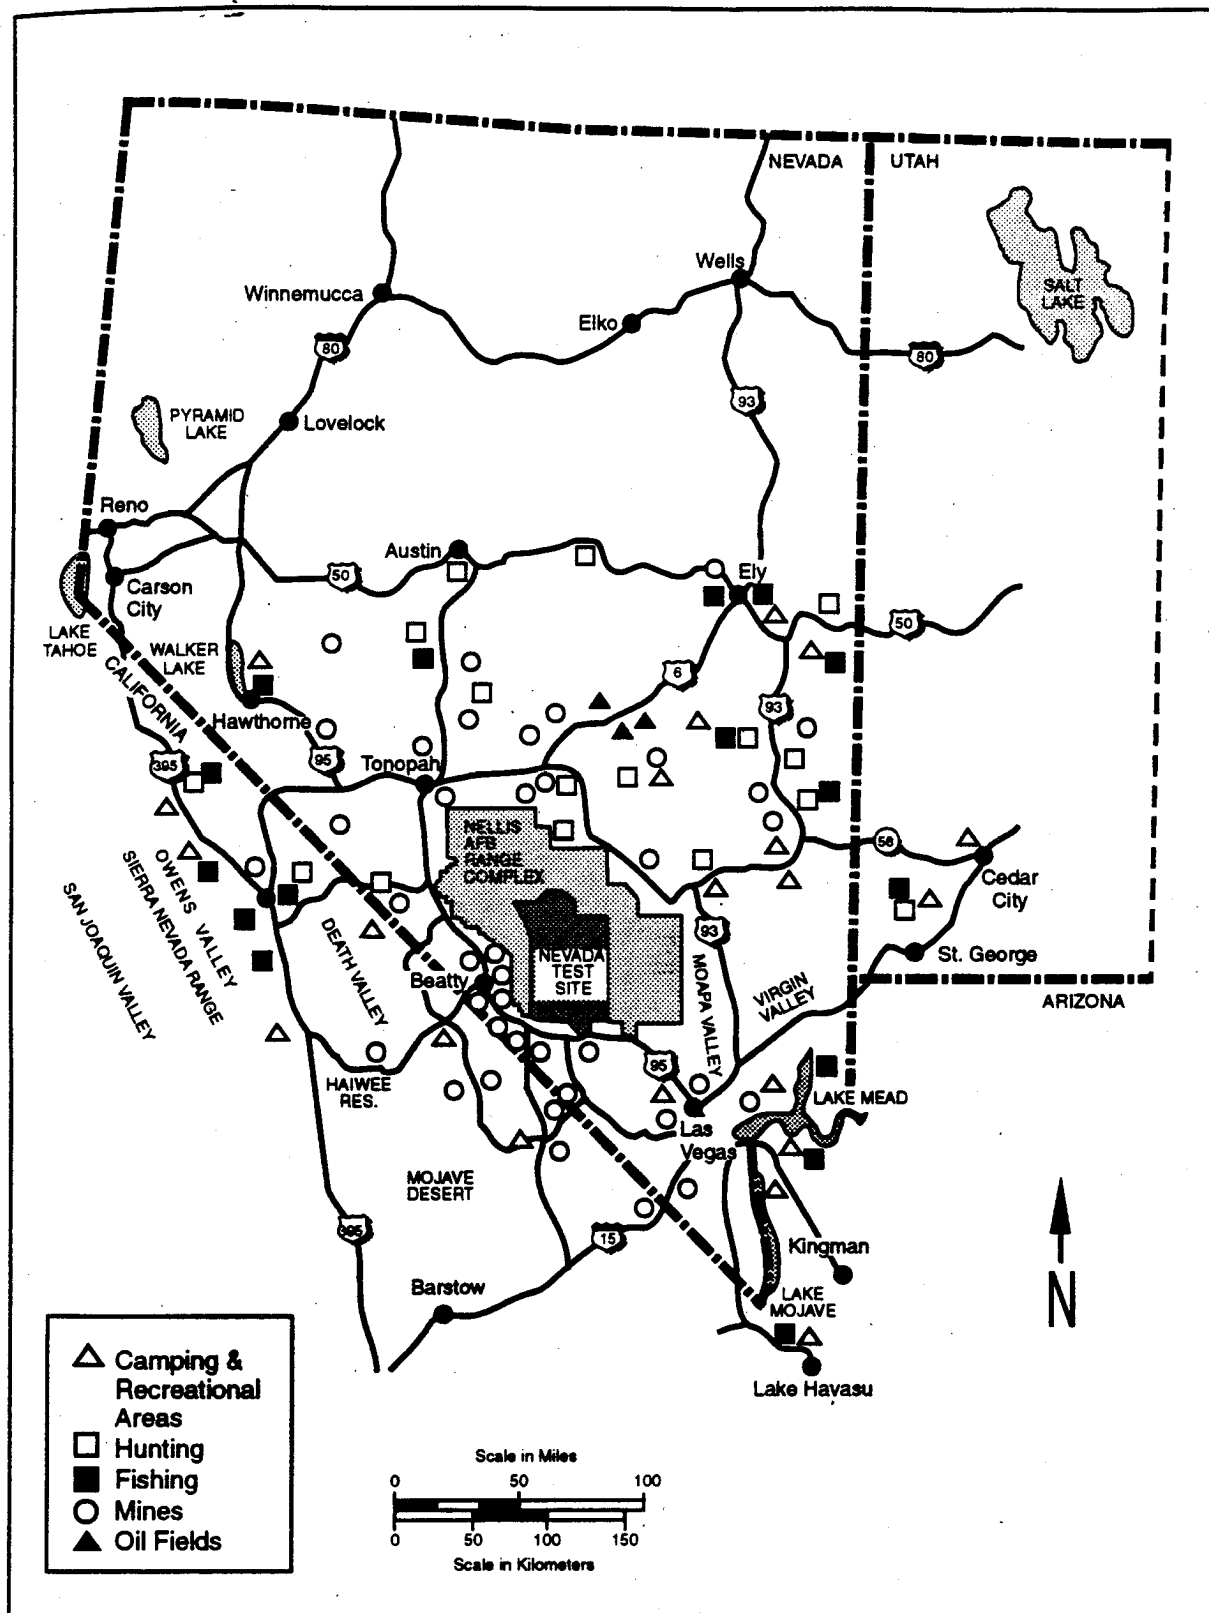 NEVADA
UTAH
SALT
LAKE
Wells
Winnemucca
Elko
80
80
93
PYRAMID
LAKE
Lovelock
Reno
Austin
50
Ely
Carson
City
LAKE
TAHOE
WALKER
LAKE
50
6
CALIFORNIA
Hawthorne
93
395
95
Tonopah
NELLIS
AFB
RANGE
COMPLEX
56
Cedar
City
OWENS VALLEY
SIERRA NEVADA RANGE
SAN JOAQUIN VALLEY
DEATH VALLEY
93
NEVADA
TEST
SITE
St. George
Beatty
MOAPA VALLEY
VIRGIN
VALLEY
ARIZONA
95
HAIWEE
RES.
LAKE MEAD
Las
Vegas
MOJAVE
DESERT
395
15
Kingman
Barstow
LAKE
MOJAVE
N
Lake Havasu
Camping &
Recreational
Areas
Hunting
Fishing
Mines
Oil Fields
Scale in Miles
0 50 100
0 50 100 150
Scale in Kilometers